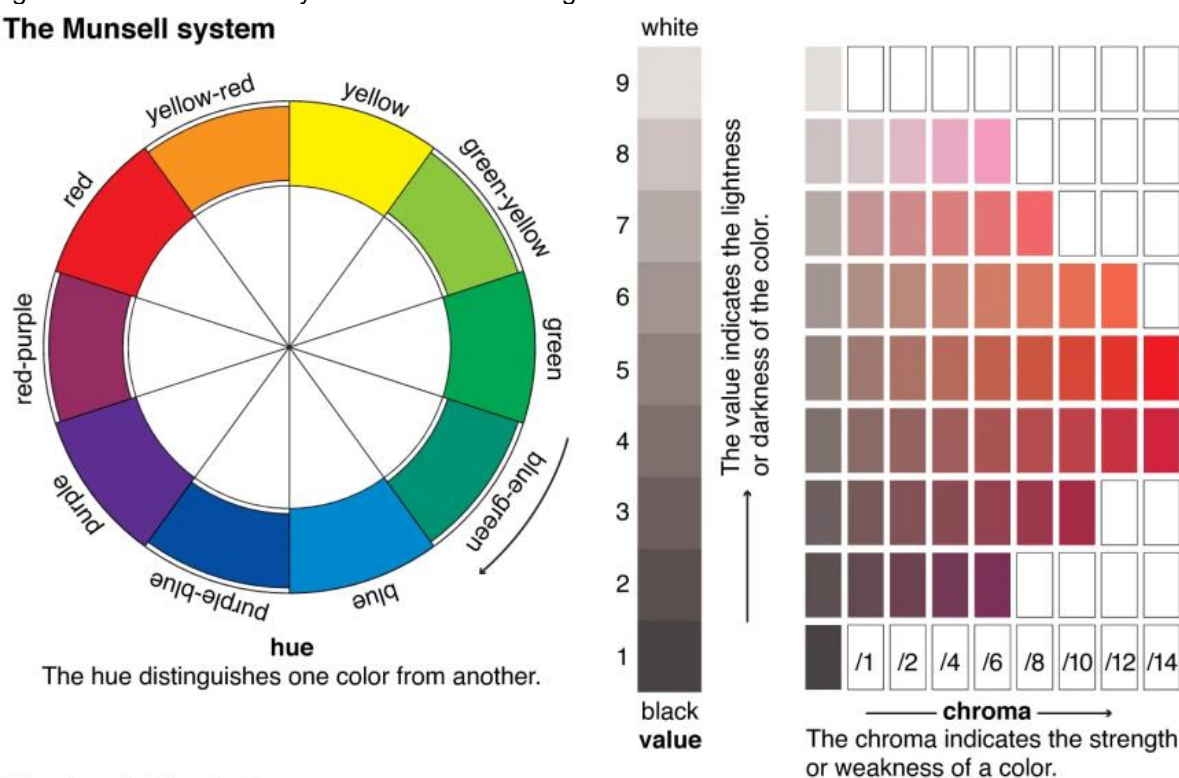 The Munsell system
yellow-red
yellow
green-yellow
green
blue-green
blue
purple-blue
purple
red-purple
red
hue
The hue distinguishes one color from another.
white
9
8
7
6
5
4
3
2
1
black
value
The value indicates the lightness
or darkness of the color.
/1 /2 /4 /6 /8 /10 /12 /14
chroma
The chroma indicates the strength
or weakness of a color.